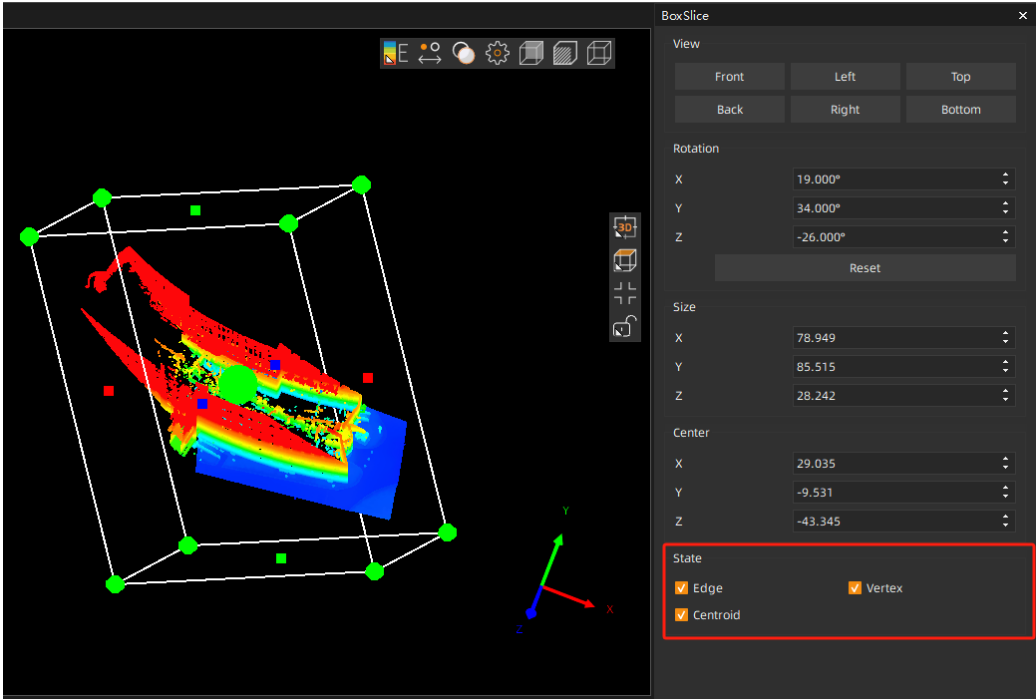 BoxSlice
View
Front Left Top
Back Right Bottom
Rotation
X 19.000°
Y 34.000°
Z -26.000°
Reset
Size
X 78.949
Y 85.515
Z 28.242
Center
X 29.035
Y -9.531
Z -43.345
State
Edge Vertex
Centroid
E
3D
Y
X
Z